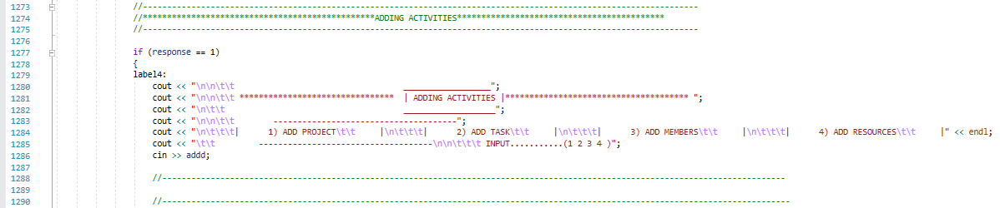 1273 //-------------------------------------------------------------------------------------------------------------------
1274 //************************************************ADDING ACTIVITIES*******************************************
1275 //-------------------------------------------------------------------------------------------------------------------
1276
1277 if (response == 1)
1278 {
1279 label4:
1280 cout << "\n\n\t\t                                   __________________";
1281 cout << "\n\n\t\t ******************************** | ADDING ACTIVITIES |************************************** ";
1282 cout << "\n\t\t                                     ___________________";
1283 cout << "\n\n\t\t        --------------------------------------";
1284 cout << "\n\t\t\t|      1) ADD PROJECT\t\t     |\n\t\t\t|      2) ADD TASK\t\t     |\n\t\t\t|      3) ADD MEMBERS\t\t     |\n\t\t\t|      4) ADD RESOURCES\t\t     |" << endl;
1285 cout << "\t\t         ------------------------------------\n\n\t\t\t INPUT...........(1 2 3 4 )";
1286 cin >> addd;
1287
1288 //---------------------------------------------------------------------------------------------------------------------------------
1289
1290 //----------------------------------------------------------------------------------------------------------------------------------